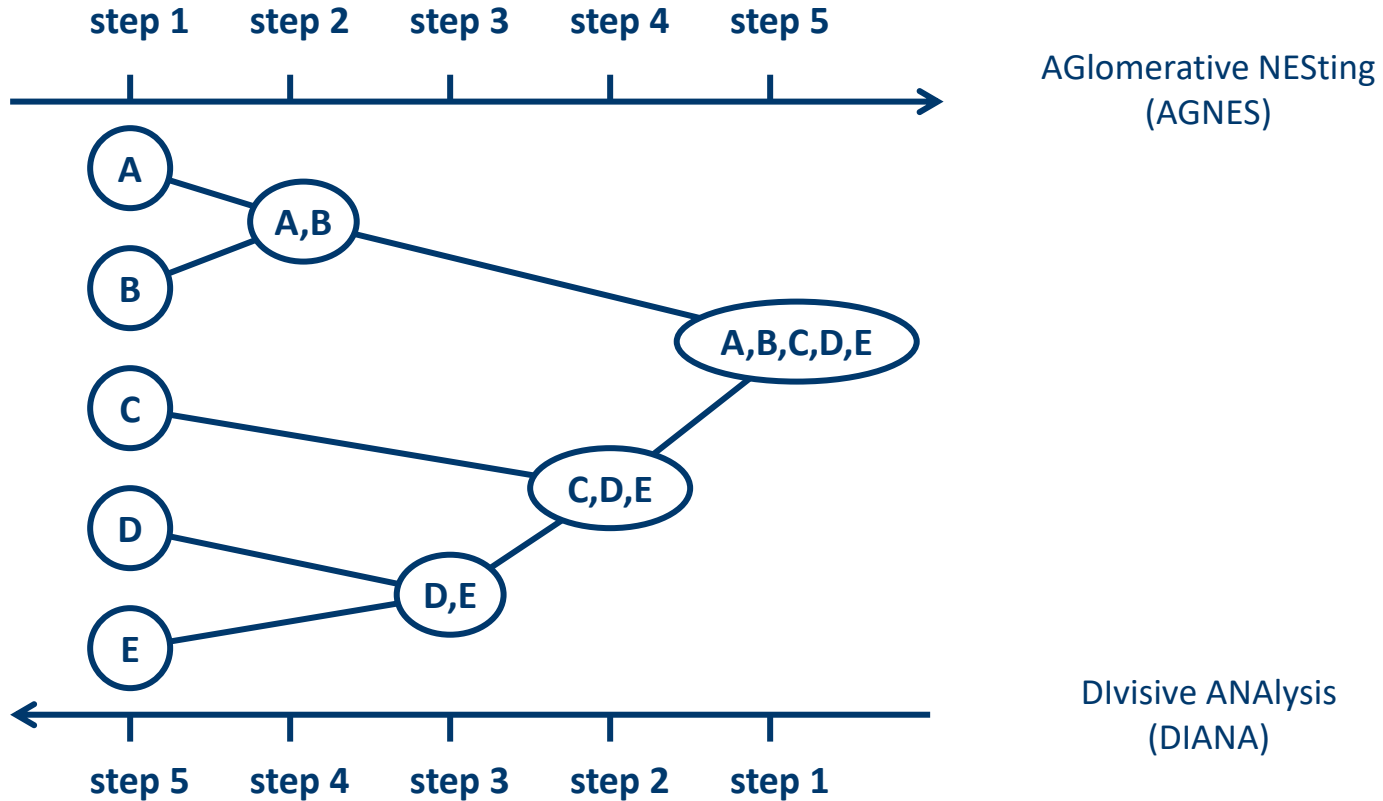 step 1 step 2 step 3 step 4 step 5
AGlomerative NESting
(AGNES)
A
A,B
B
A,B,C,D,E
C
C,D,E
D
D,E
E
DIvisive ANAlysis
(DIANA)
step 5 step 4 step 3 step 2 step 1